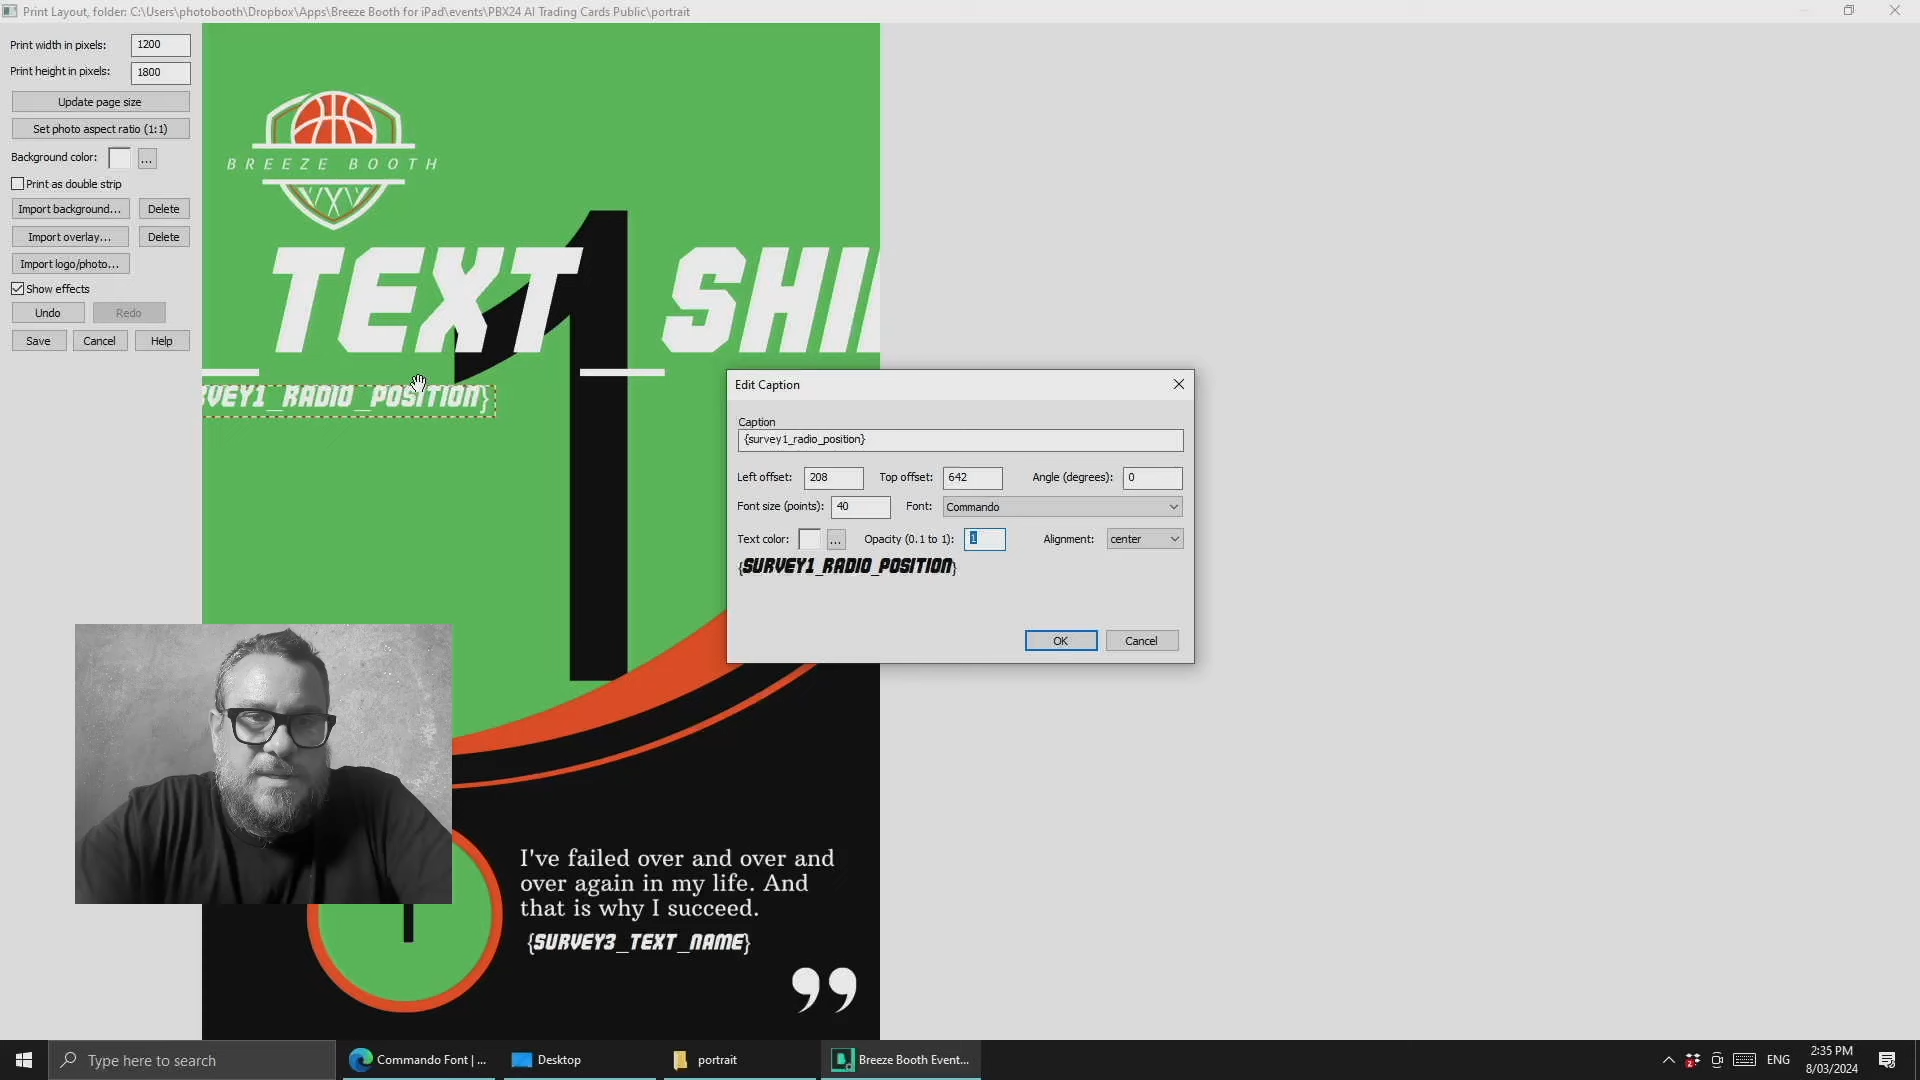 Print Layout, folder: C:\Users\photobooth\Dropbox\Apps\Breeze Booth for iPad\events\PBX24 AI Trading Cards Public\portrait
Print width in pixels: 1200
Print height in pixels: 1800
Update page size
Set photo aspect ratio (1:1)
Background color: ...
Print as double strip
Import background... Delete
Import overlay... Delete
Import logo/photo...
Show effects
Undo Redo
Save Cancel Help
BREEZE BOOTH
1
_TEXT_SHI
RVEY1_RADIO_POSITION}
Edit Caption
Caption
{survey1_radio_position}
Left offset: 208 Top offset: 642 Angle (degrees): 0
Font size (points): 40 Font: Commando
Text color: ... Opacity (0.1 to 1): 1 Alignment: center
{SURVEY1_RADIO_POSITION}
OK Cancel
I've failed over and over and
over again in my life. And
that is why I succeed.
{SURVEY3_TEXT_NAME}
”
Type here to search
Commando Font | ...
Desktop
portrait
Breeze Booth Event...
ENG
2:35 PM
8/03/2024